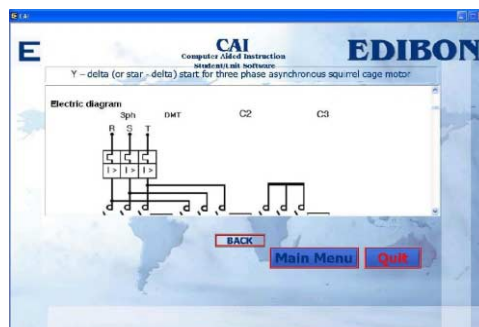 E CAI EDIBON
Computer Aided Instruction
Student/Unit Software
Y – delta (or star - delta) start for three phase asynchronous squirrel cage motor
Electric diagram
3ph DMT C2 C3
R S T
I > I > I >
BACK
Main Menu Quit